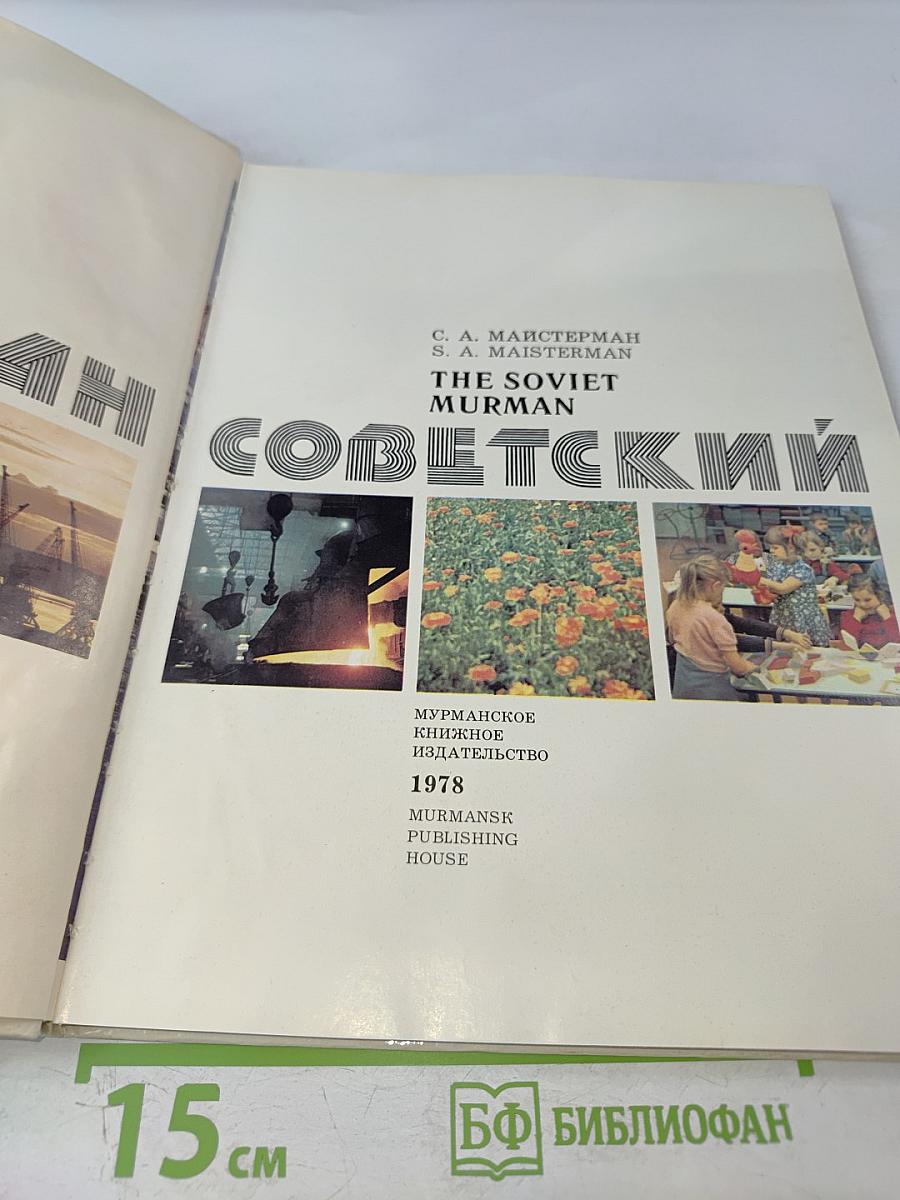 АН
С. А. МАЙСТЕРМАН
S. A. MAISTERMAN
THE SOVIET
MURMAN
СОВЕТСКИЙ
МУРМАНСКОЕ
КНИЖНОЕ
ИЗДАТЕЛЬСТВО
1978
MURMANSK
PUBLISHING
HOUSE
15 см
БФ БИБЛИОФАН